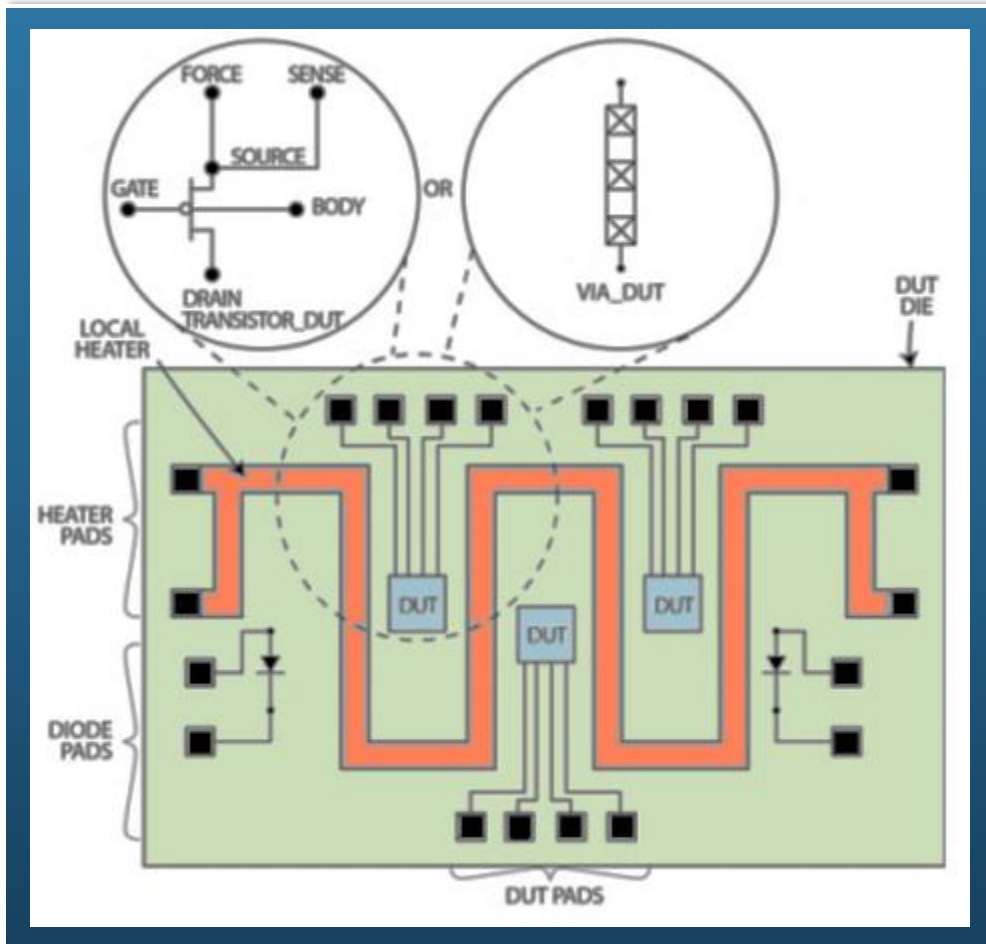 FORCE
SENSE
SOURCE
GATE
BODY
DRAIN
TRANSISTOR_DUT
OR
VIA_DUT
DUT
DIE
LOCAL
HEATER
HEATER
PADS
DUT
DUT
DUT
DIODE
PADS
DUT PADS